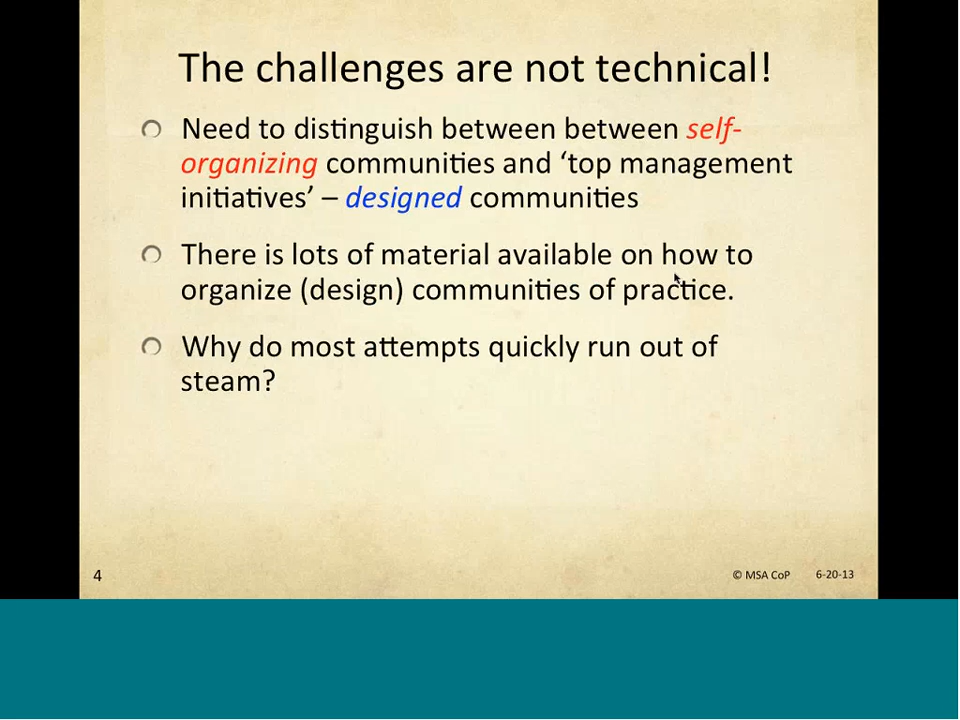 The challenges are not technical!
Need to distinguish between between self-
organizing communities and ‘top management
initiatives’ – designed communities
There is lots of material available on how to
organize (design) communities of practice.
Why do most attempts quickly run out of
steam?
4
© MSA CoP 6-20-13